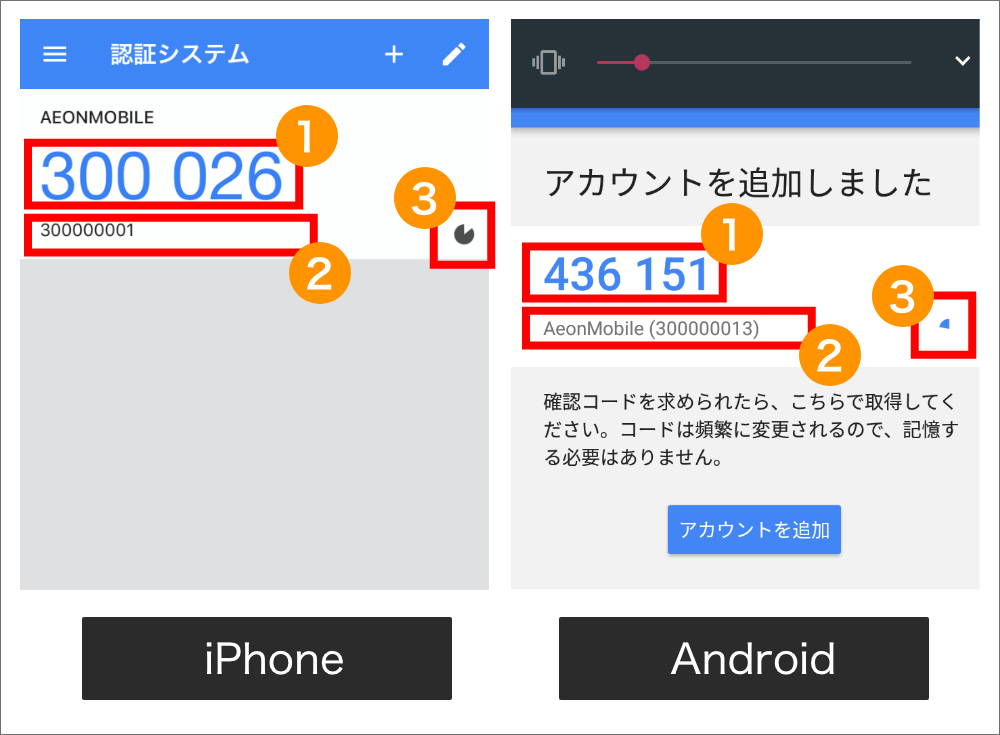 認証システム
AEONMOBILE
1
300 026
3
300000001
2
アカウントを追加しました
1
436 151
3
AeonMobile (300000013)
2
確認コードを求められたら、こちらで取得してく
ださい。コードは頻繁に変更されるので、記憶す
る必要はありません。
アカウントを追加
iPhone
Android